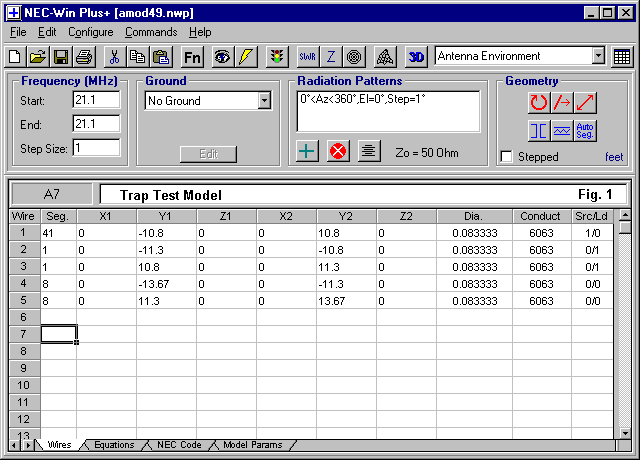 NEC-Win Plus+ [amod49.nwp]
File Edit Configure Commands Help
Fn SWR Z 3D Antenna Environment
Frequency (MHz) Ground Radiation Patterns Geometry
Start: 21.1 No Ground 0°<Az<360°,El=0°,Step=1°
End: 21.1
Step Size: 1 Edit Zo = 50 Ohm Auto Seg. Stepped feet
A7 Trap Test Model Fig. 1
Wire Seg. X1 Y1 Z1 X2 Y2 Z2 Dia. Conduct Src/Ld
1 41 0 -10.8 0 0 10.8 0 0.083333 6063 1/0
2 1 0 -11.3 0 0 -10.8 0 0.083333 6063 0/1
3 1 0 10.8 0 0 11.3 0 0.083333 6063 0/1
4 8 0 -13.67 0 0 -11.3 0 0.083333 6063 0/0
5 8 0 11.3 0 0 13.67 0 0.083333 6063 0/0
6
7
8
9
10
11
12
13
Wires Equations NEC Code Model Params